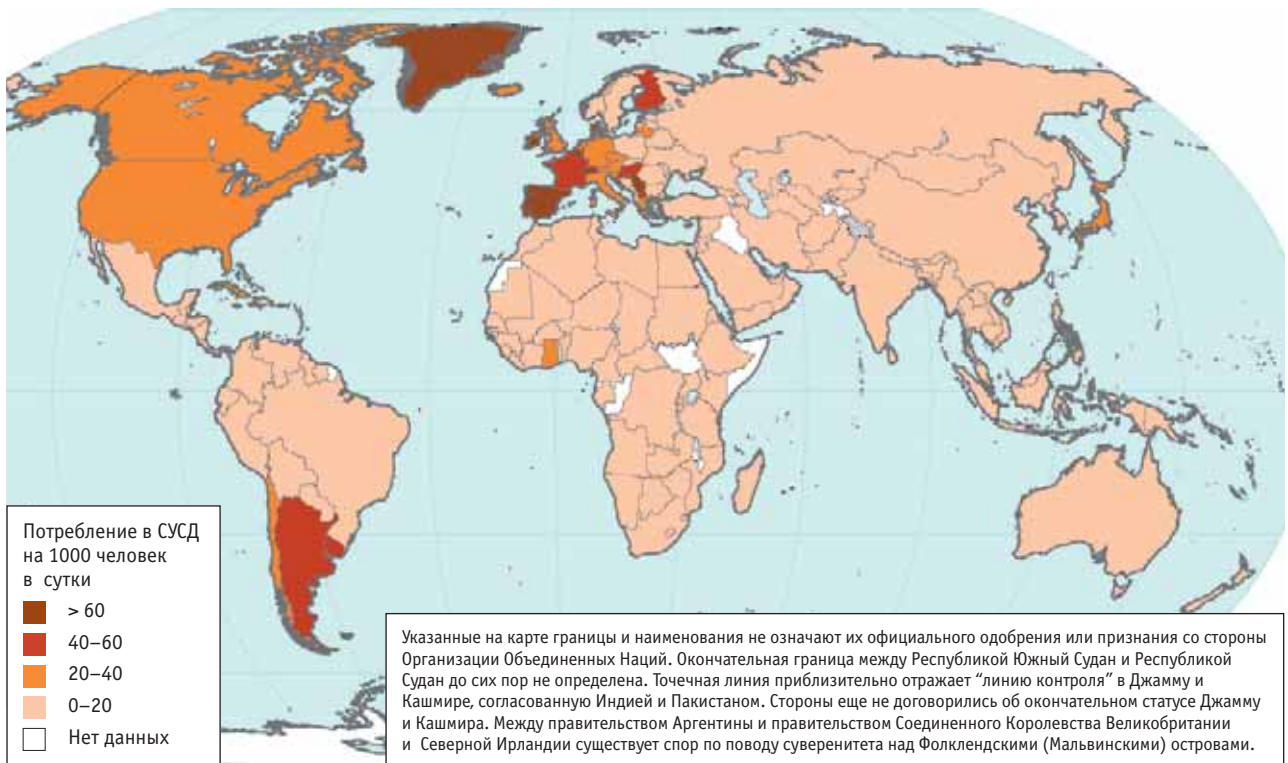 Потребление в СУСД
на 1000 человек
в сутки
> 60
40–60
20–40
0–20
Нет данных
Указанные на карте границы и наименования не означают их официального одобрения или признания со стороны
Организации Объединенных Наций. Окончательная граница между Республикой Южный Судан и Республикой
Судан до сих пор не определена. Точечная линия приблизительно отражает “линию контроля” в Джамму и
Кашмире, согласованную Индией и Пакистаном. Стороны еще не договорились об окончательном статусе Джамму
и Кашмира. Между правительством Аргентины и правительством Соединенного Королевства Великобритании
и Северной Ирландии существует спор по поводу суверенитета над Фолклендскими (Мальвинскими) островами.